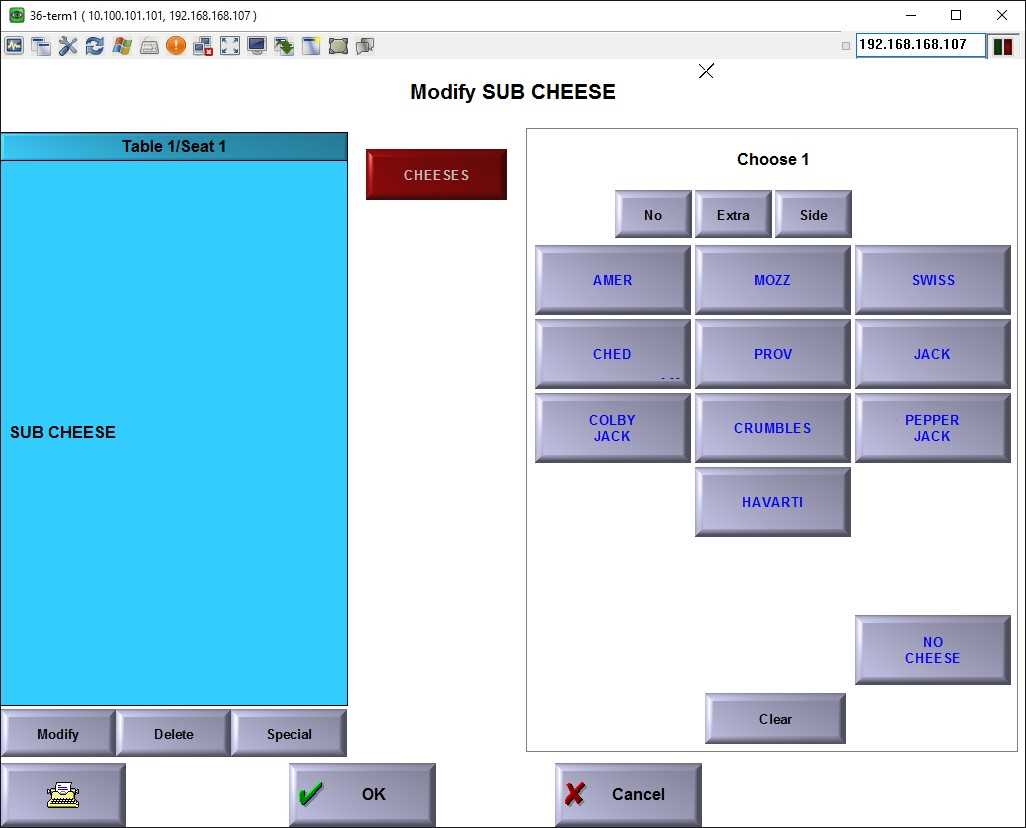 36-term1 ( 10.100.101.101, 192.168.168.107 )
192.168.168.107
Modify SUB CHEESE
Table 1/Seat 1
SUB CHEESE
CHEESES
Choose 1
No Extra Side
AMER MOZZ SWISS
CHED PROV JACK
COLBY
JACK
CRUMBLES
PEPPER
JACK
HAVARTI
NO
CHEESE
Clear
Modify Delete Special
OK Cancel